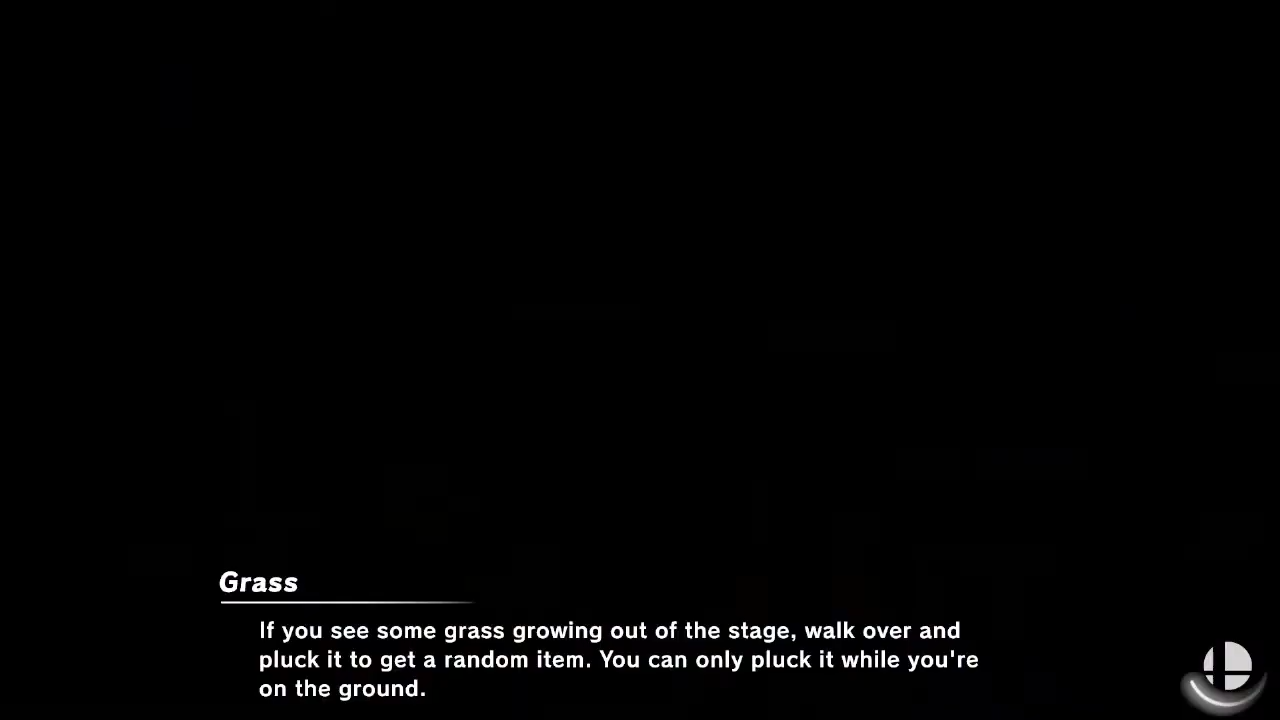 Grass
If you see some grass growing out of the stage, walk over and
pluck it to get a random item. You can only pluck it while you're
on the ground.